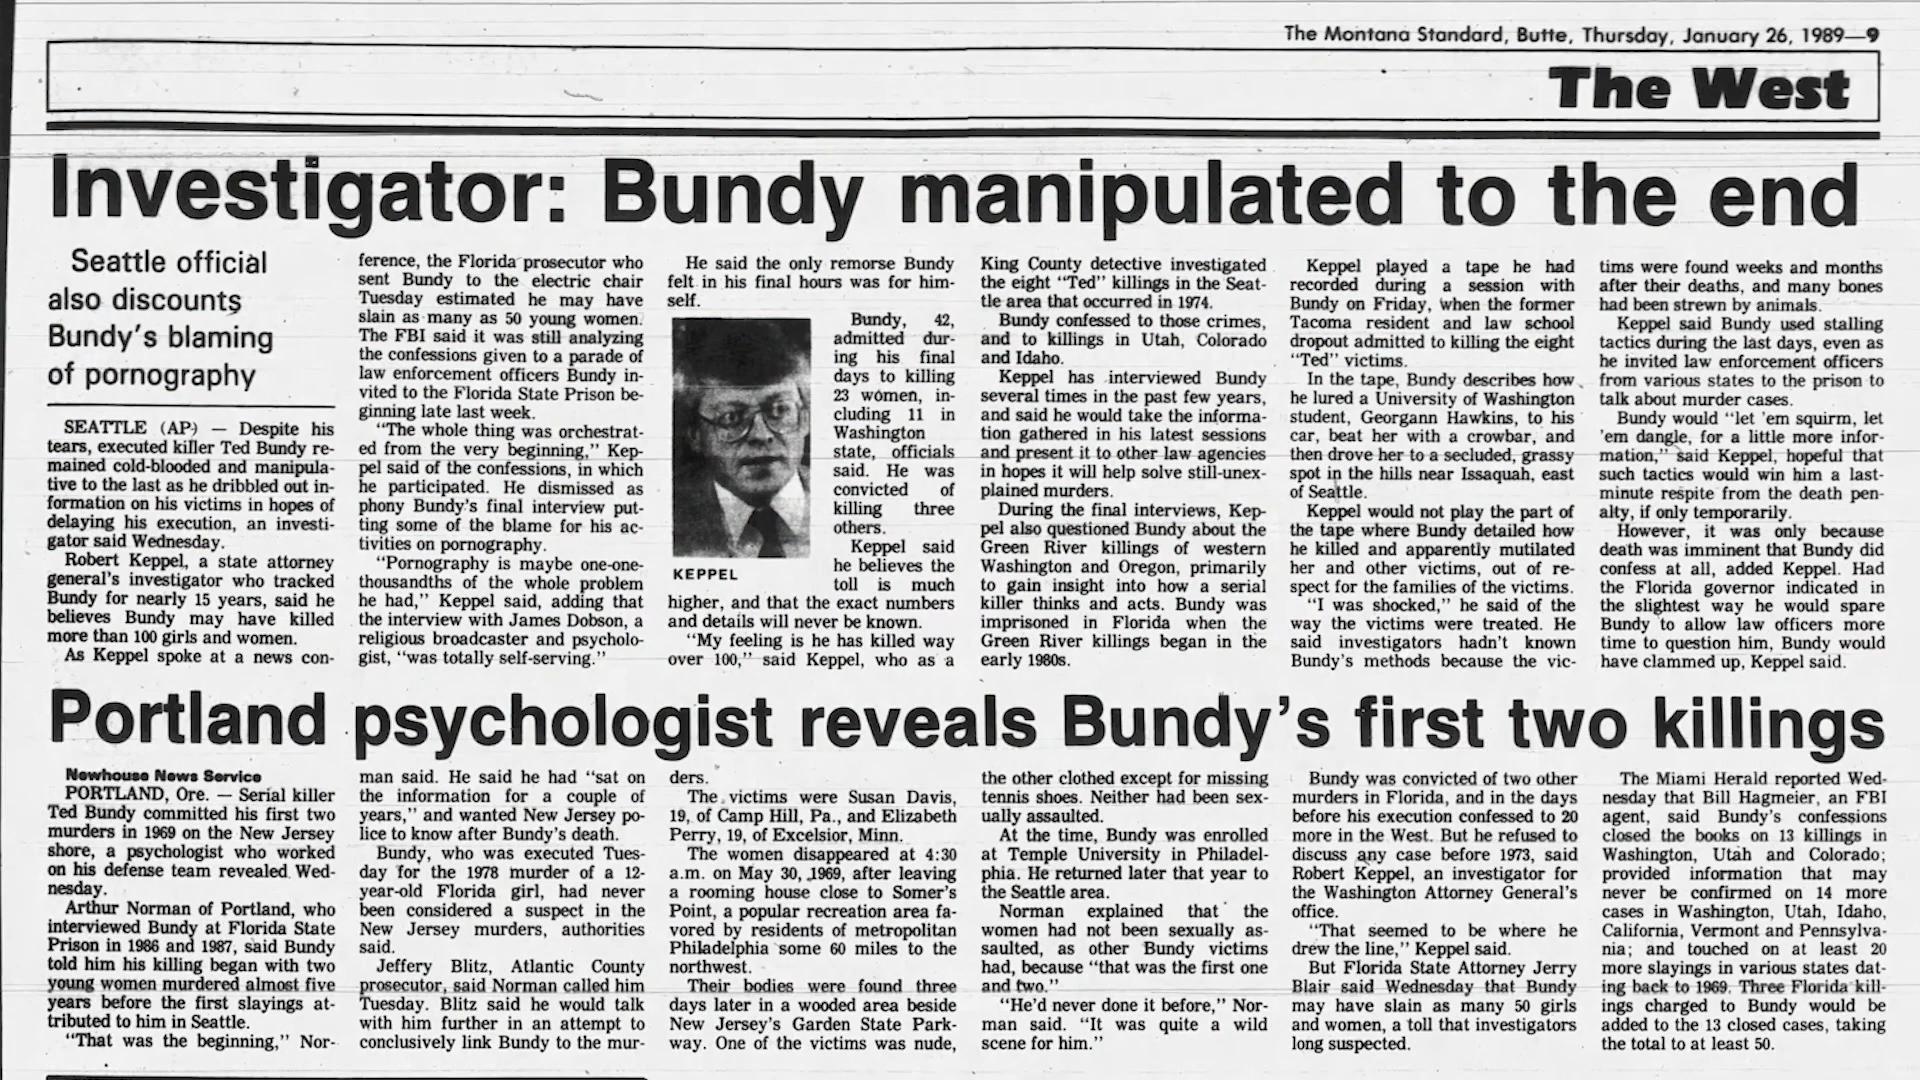 The Montana Standard, Butte, Thursday, January 26, 1989—9
The West
Investigator: Bundy manipulated to the end
Seattle official
also discounts
Bundy's blaming
of pornography
SEATTLE (AP) — Despite his
tears, executed killer Ted Bundy re-
mained cold-blooded and manipula-
tive to the last as he dribbled out in-
formation on his victims in hopes of
delaying his execution, an investi-
gator said Wednesday.
Robert Keppel, a state attorney
general's investigator who tracked
Bundy for nearly 15 years, said he
believes Bundy may have killed
more than 100 girls and women.
As Keppel spoke at a news con-
ference, the Florida prosecutor who
sent Bundy to the electric chair
Tuesday estimated he may have
slain as many as 50 young women.
The FBI said it was still analyzing
the confessions given to a parade of
law enforcement officers Bundy in-
vited to the Florida State Prison be-
ginning late last week.
"The whole thing was orchestrat-
ed from the very beginning," Kep-
pel said of the confessions, in which
he participated. He dismissed as
phony Bundy's final interview put-
ting some of the blame for his ac-
tivities on pornography.
"Pornography is maybe one-one-
thousandths of the whole problem
he had," Keppel said, adding that
the interview with James Dobson, a
religious broadcaster and psycholo-
gist, "was totally self-serving."
He said the only remorse Bundy
felt in his final hours was for him-
self.
KEPPEL
Bundy, 42,
admitted dur-
ing his final
days to killing
23 women, in-
cluding 11 in
Washington
state, officials
said. He was
convicted of
killing three
others.
Keppel said
he believes the
toll is much
higher, and that the exact numbers
and details will never be known.
"My feeling is he has killed way
over 100," said Keppel, who as a
King County detective investigated
the eight "Ted" killings in the Seat-
tle area that occurred in 1974.
Bundy confessed to those crimes,
and to killings in Utah, Colorado
and Idaho.
Keppel has interviewed Bundy
several times in the past few years,
and said he would take the informa-
tion gathered in his latest sessions
and present it to other law agencies
in hopes it will help solve still-unex-
plained murders.
During the final interviews, Kep-
pel also questioned Bundy about the
Green River killings of western
Washington and Oregon, primarily
to gain insight into how a serial
killer thinks and acts. Bundy was
imprisoned in Florida when the
Green River killings began in the
early 1980s.
Keppel played a tape he had
recorded during a session with
Bundy on Friday, when the former
Tacoma resident and law school
dropout admitted to killing the eight
"Ted" victims.
In the tape, Bundy describes how
he lured a University of Washington
student, Georgann Hawkins, to his
car, beat her with a crowbar, and
then drove her to a secluded, grassy
spot in the hills near Issaquah, east
of Seattle.
Keppel would not play the part of
the tape where Bundy detailed how
he killed and apparently mutilated
her and other victims, out of re-
spect for the families of the victims.
"I was shocked," he said of the
way the victims were treated. He
said investigators hadn't known
Bundy's methods because the vic-
tims were found weeks and months
after their deaths, and many bones
had been strewn by animals.
Keppel said Bundy used stalling
tactics during the last days, even as
he invited law enforcement officers
from various states to the prison to
talk about murder cases.
Bundy would "let 'em squirm, let
'em dangle, for a little more infor-
mation," said Keppel, hopeful that
such tactics would win him a last-
minute respite from the death pen-
alty, if only temporarily.
However, it was only because
death was imminent that Bundy did
confess at all, added Keppel. Had
the Florida governor indicated in
the slightest way he would spare
Bundy to allow law officers more
time to question him, Bundy would
have clammed up, Keppel said.
Portland psychologist reveals Bundy's first two killings
Newhouse News Service
PORTLAND, Ore. — Serial killer
Ted Bundy committed his first two
murders in 1969 on the New Jersey
shore, a psychologist who worked
on his defense team revealed Wed-
nesday.
Arthur Norman of Portland, who
interviewed Bundy at Florida State
Prison in 1986 and 1987, said Bundy
told him his killing began with two
young women murdered almost five
years before the first slayings at-
tributed to him in Seattle.
"That was the beginning," Nor-
man said. He said he had "sat on
the information for a couple of
years," and wanted New Jersey po-
lice to know after Bundy's death.
Bundy, who was executed Tues-
day for the 1978 murder of a 12-
year-old Florida girl, had never
been considered a suspect in the
New Jersey murders, authorities
said.
Jeffery Blitz, Atlantic County
prosecutor, said Norman called him
Tuesday. Blitz said he would talk
with him further in an attempt to
conclusively link Bundy to the mur-
ders.
The victims were Susan Davis,
19, of Camp Hill, Pa., and Elizabeth
Perry, 19, of Excelsior, Minn.
The women disappeared at 4:30
a.m. on May 30, 1969, after leaving
a rooming house close to Somer's
Point, a popular recreation area fa-
vored by residents of metropolitan
Philadelphia some 60 miles to the
northwest.
Their bodies were found three
days later in a wooded area beside
New Jersey's Garden State Park-
way. One of the victims was nude,
the other clothed except for missing
tennis shoes. Neither had been sex-
ually assaulted.
At the time, Bundy was enrolled
at Temple University in Philadel-
phia. He returned later that year to
the Seattle area.
Norman explained that the
women had not been sexually as-
saulted, as other Bundy victims
had, because "that was the first one
and two."
"He'd never done it before," Nor-
man said. "It was quite a wild
scene for him."
Bundy was convicted of two other
murders in Florida, and in the days
before his execution confessed to 20
more in the West. But he refused to
discuss any case before 1973, said
Robert Keppel, an investigator for
the Washington Attorney General's
office.
"That seemed to be where he
drew the line," Keppel said.
But Florida State Attorney Jerry
Blair said Wednesday that Bundy
may have slain as many 50 girls
and women, a toll that investigators
long suspected.
The Miami Herald reported Wed-
nesday that Bill Hagmeier, an FBI
agent, said Bundy's confessions
closed the books on 13 killings in
Washington, Utah and Colorado;
provided information that may
never be confirmed on 14 more
cases in Washington, Utah, Idaho,
California, Vermont and Pennsylva-
nia; and touched on at least 20
more slayings in various states dat-
ing back to 1969. Three Florida kill-
ings charged to Bundy would be
added to the 13 closed cases, taking
the total to at least 50.